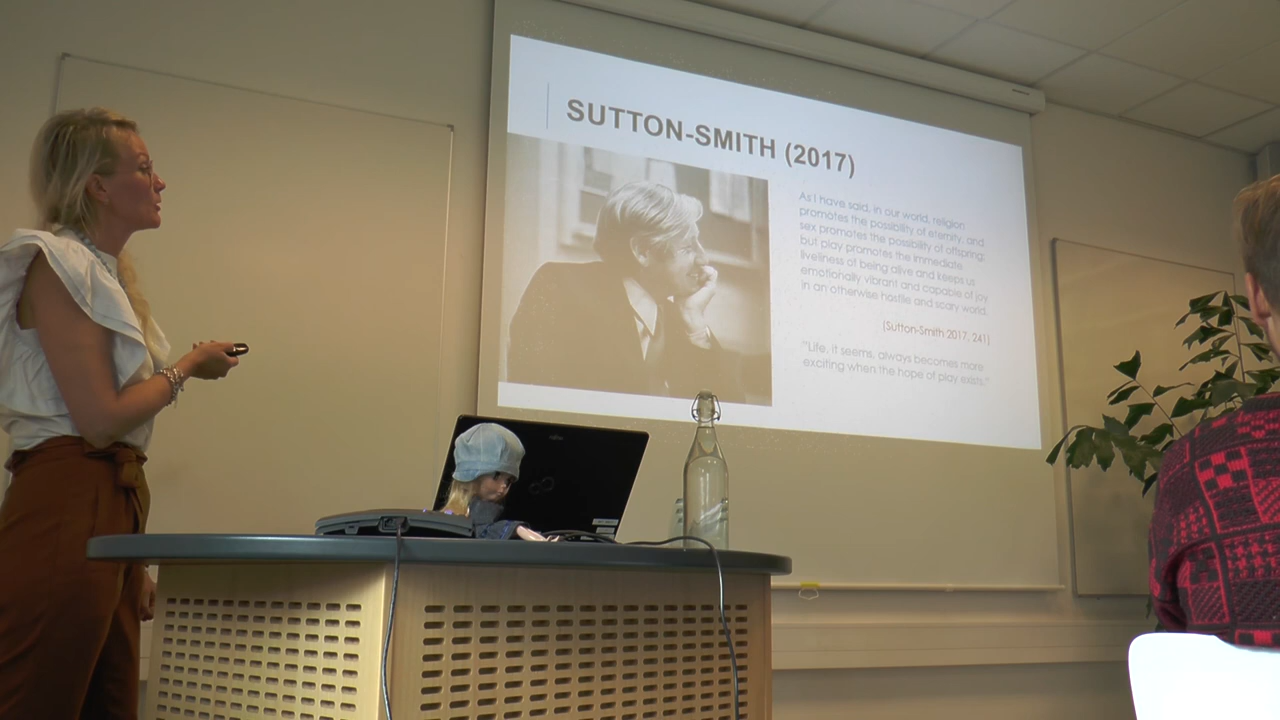 SUTTON-SMITH (2017)
As I have said, in our world, religion
promotes the possibility of eternity, and
sex promotes the possibility of offspring;
but play promotes the immediate
liveliness of being alive and keeps us
emotionally vibrant and capable of joy
in an otherwise hostile and scary world.
(Sutton-Smith 2017, 241)
"Life, it seems, always becomes more
exciting when the hope of play exists."